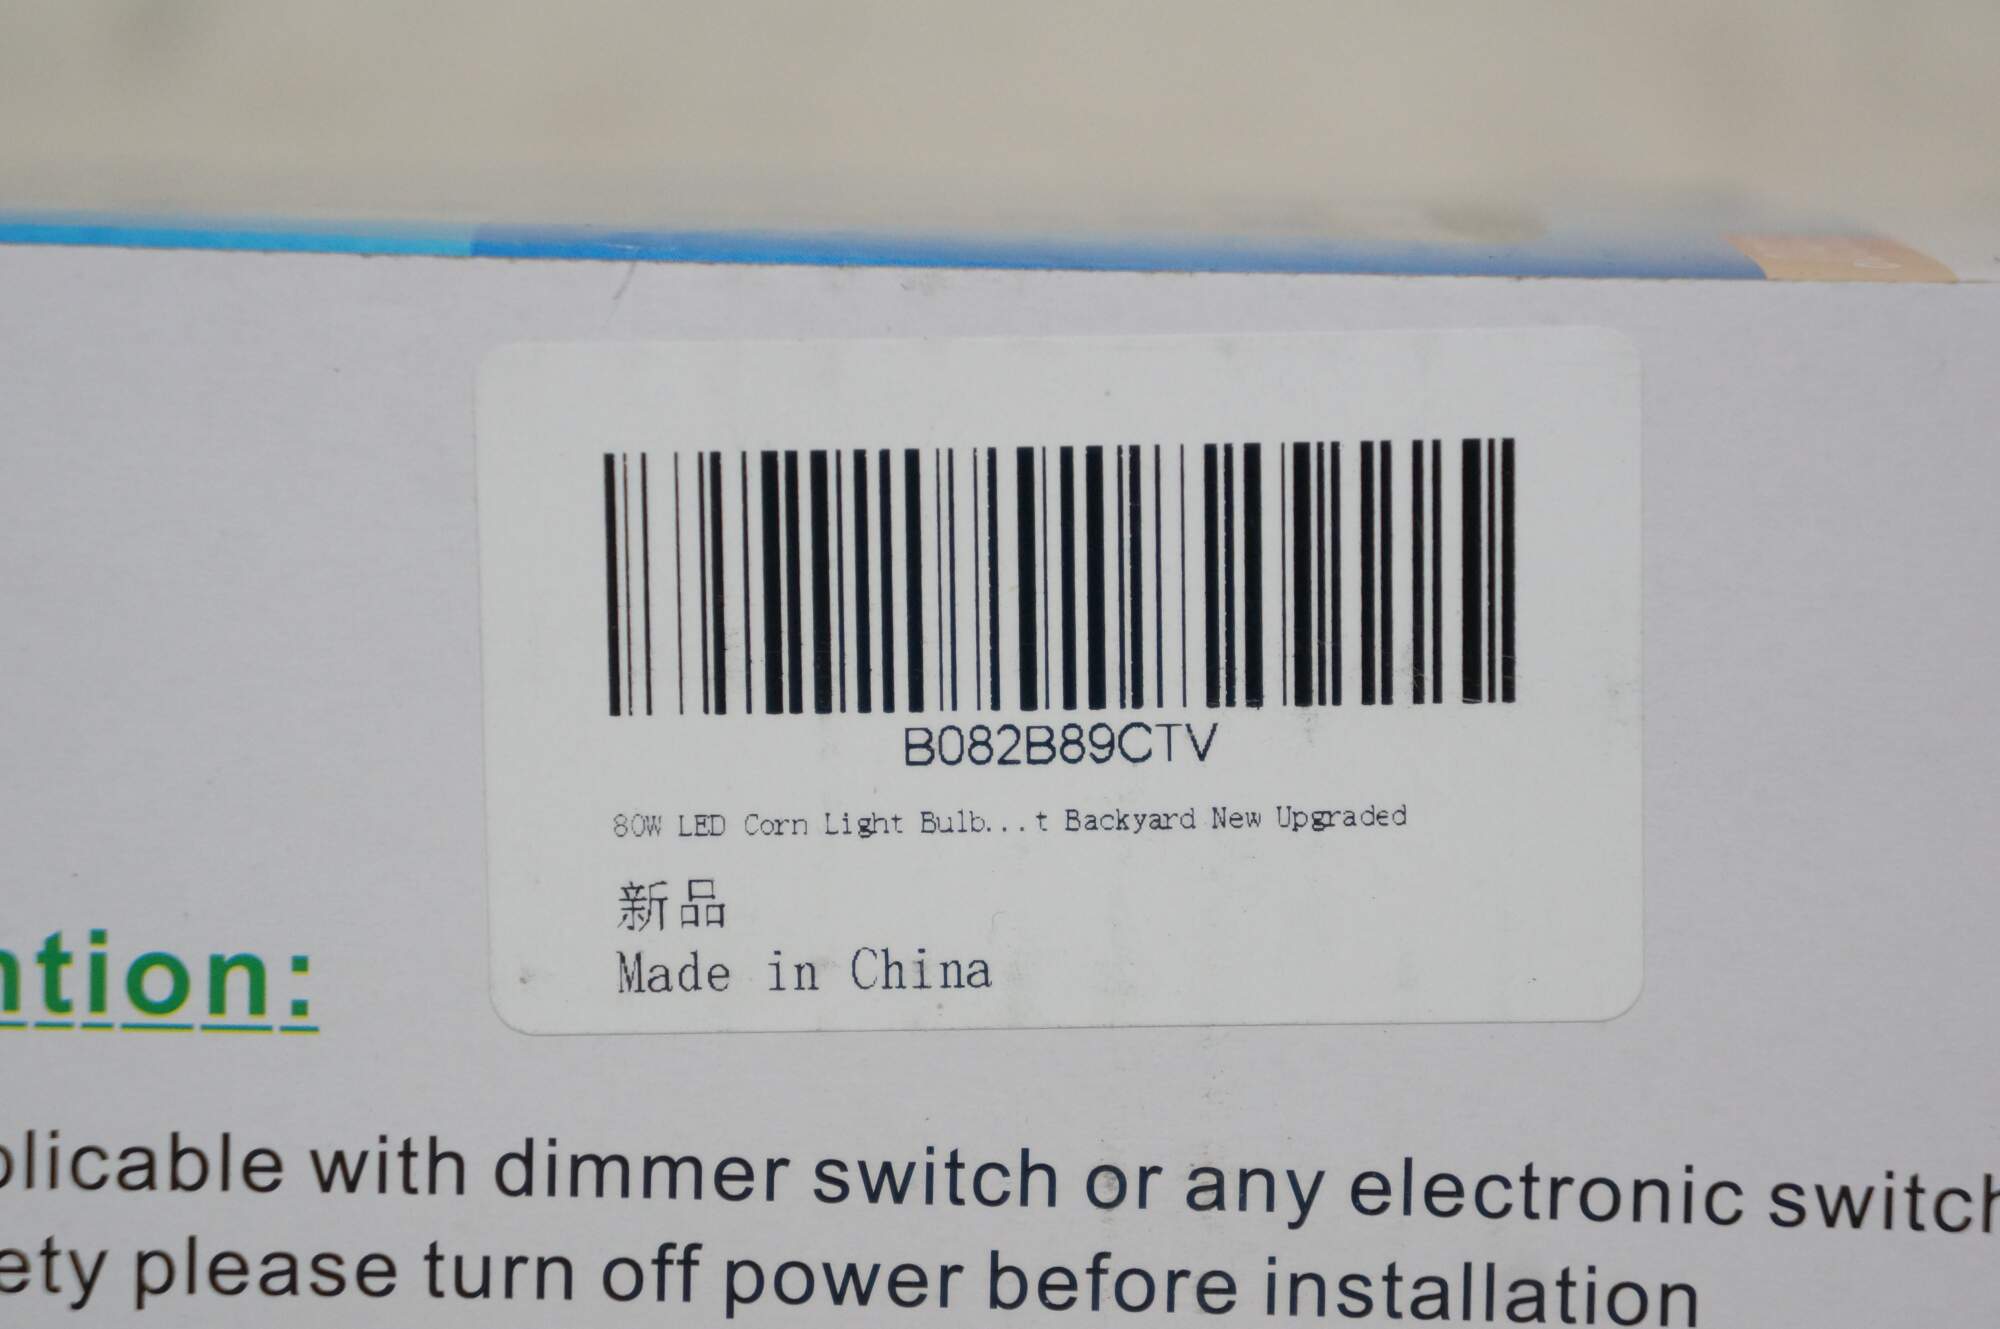 B082B89CTV
80W LED Corn Light Bulb...t Backyard New Upgraded
新品
Made in China
ntion:
plicable with dimmer switch or any electronic switch
ety please turn off power before installation